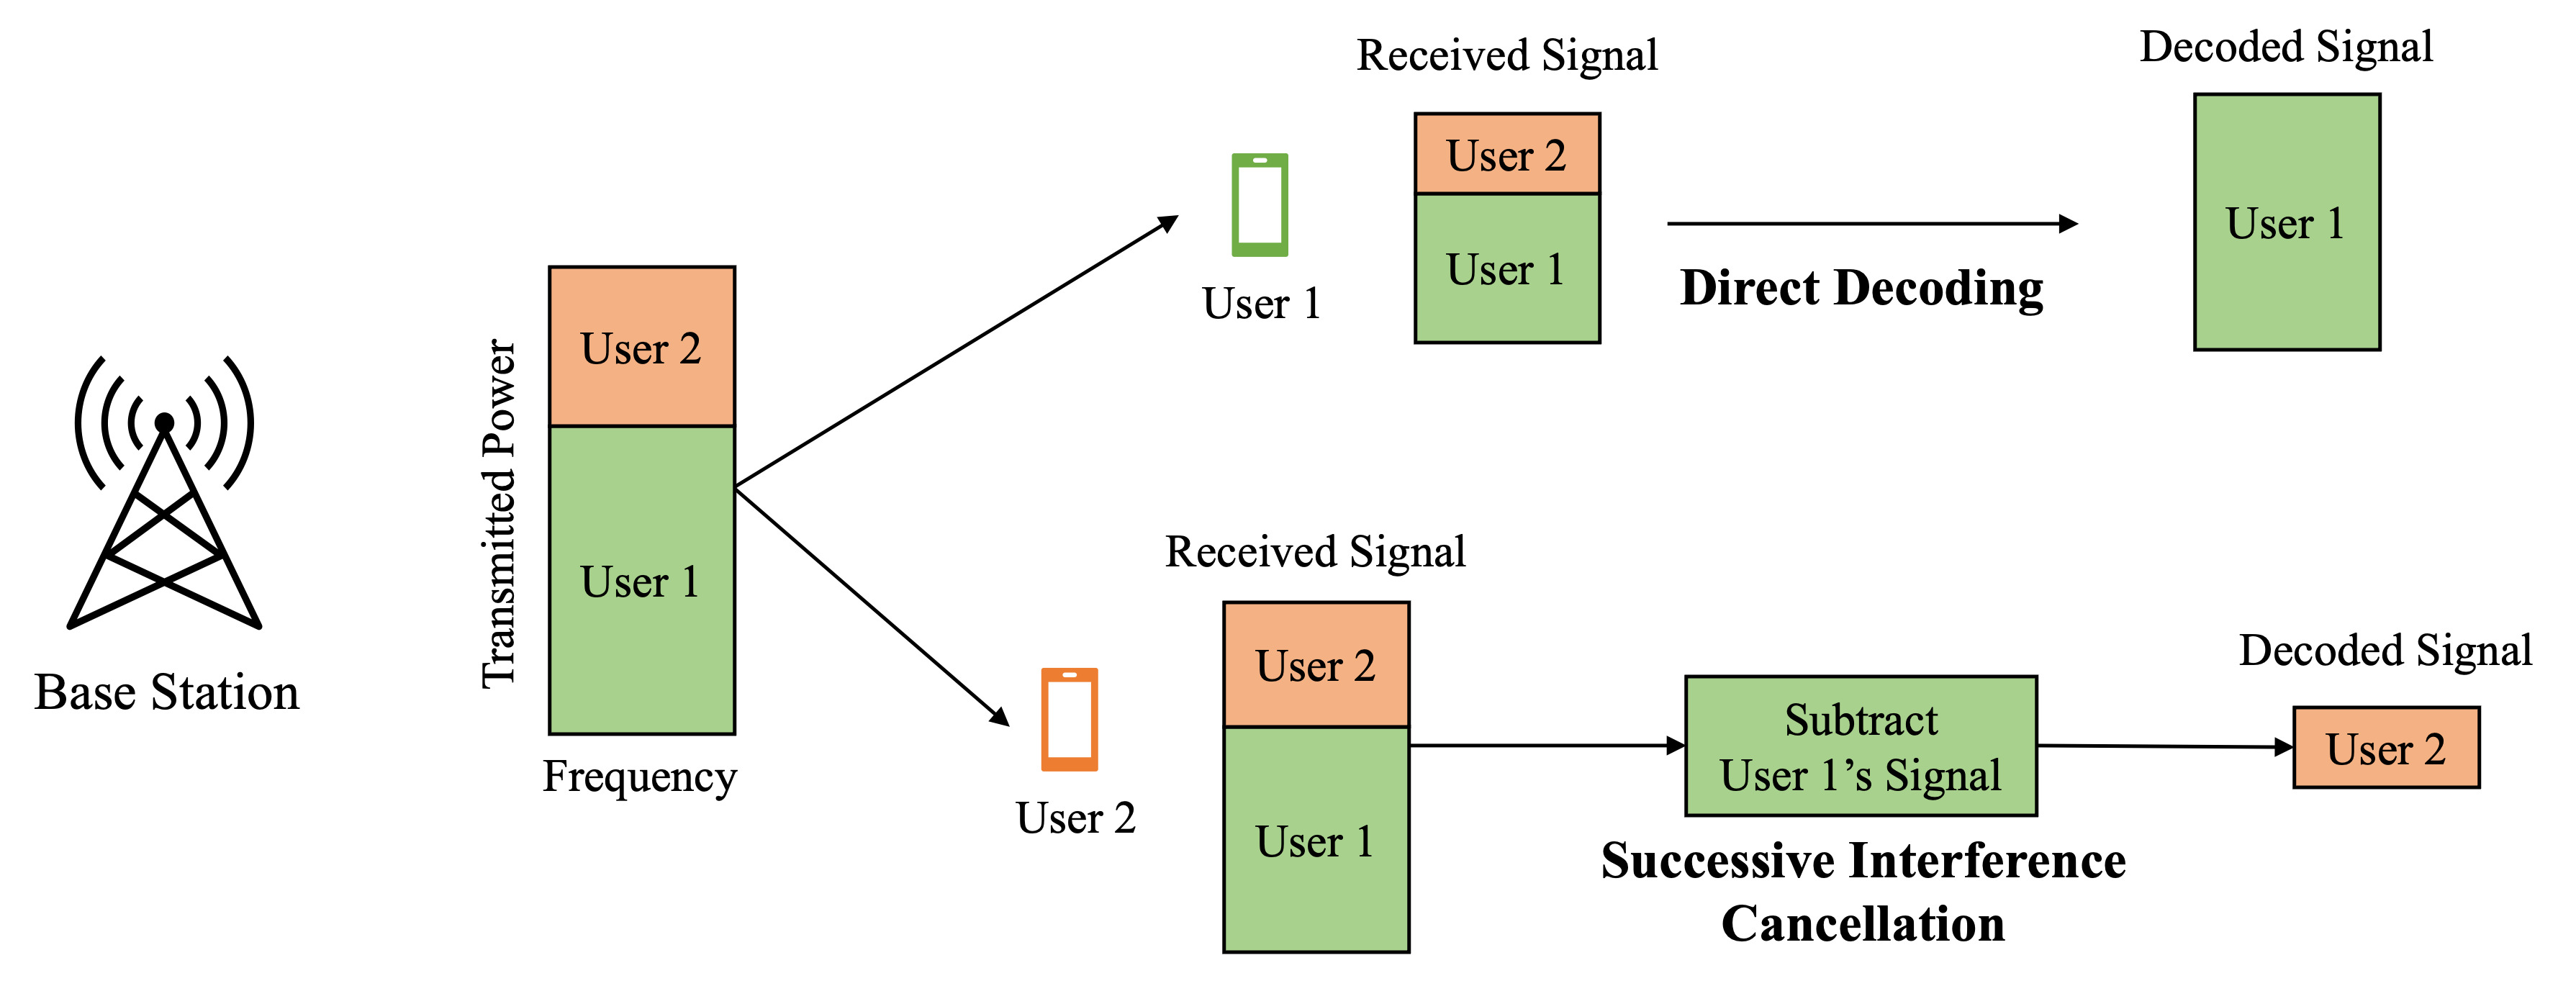 Base Station
Transmitted Power
User 2
User 1
Frequency
User 1
Received Signal
User 2
User 1
Direct Decoding
Decoded Signal
User 1
User 2
Received Signal
User 2
User 1
Subtract
User 1’s Signal
Successive Interference
Cancellation
Decoded Signal
User 2